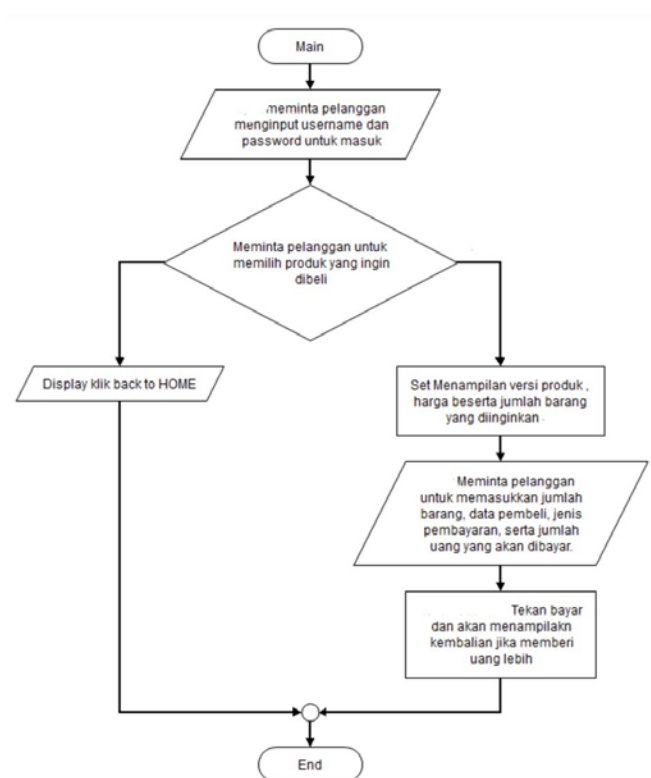 Main
meminta pelanggan
menginput username dan
password untuk masuk
Meminta pelanggan untuk
memilih produk yang ingin
dibeli
Display klik back to HOME
Set Menampilan versi produk ,
harga beserta jumlah barang
yang diinginkan
Meminta pelanggan
untuk memasukkan jumlah
barang, data pembeli, jenis
pembayaran, serta jumlah
uang yang akan dibayar.
Tekan bayar
dan akan menampilakn
kembalian jika memberi
uang lebih
End